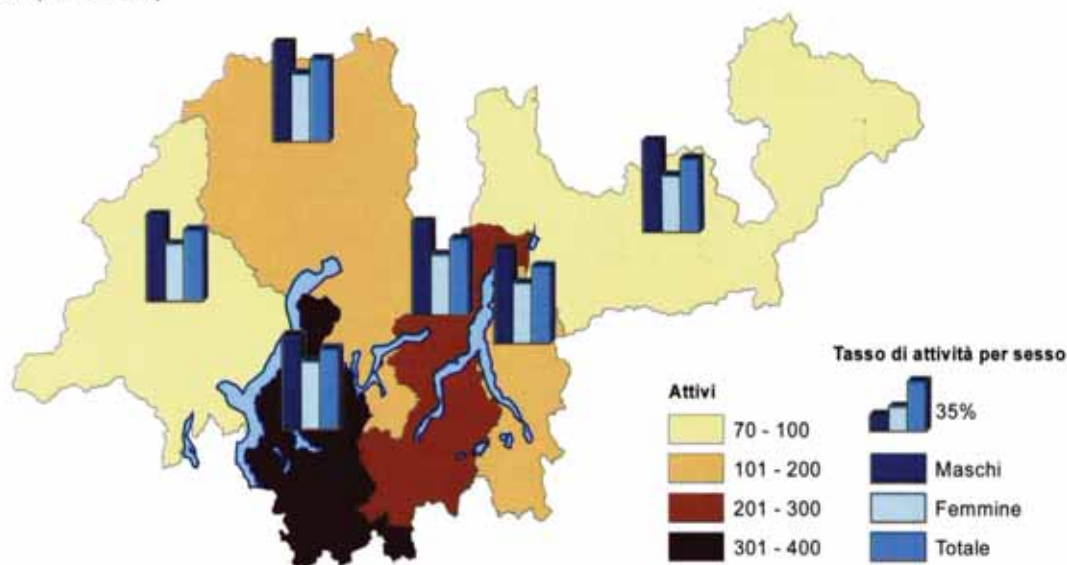 Attivi
70 - 100
101 - 200
201 - 300
301 - 400
Tasso di attività per sesso
35%
Maschi
Femmine
Totale